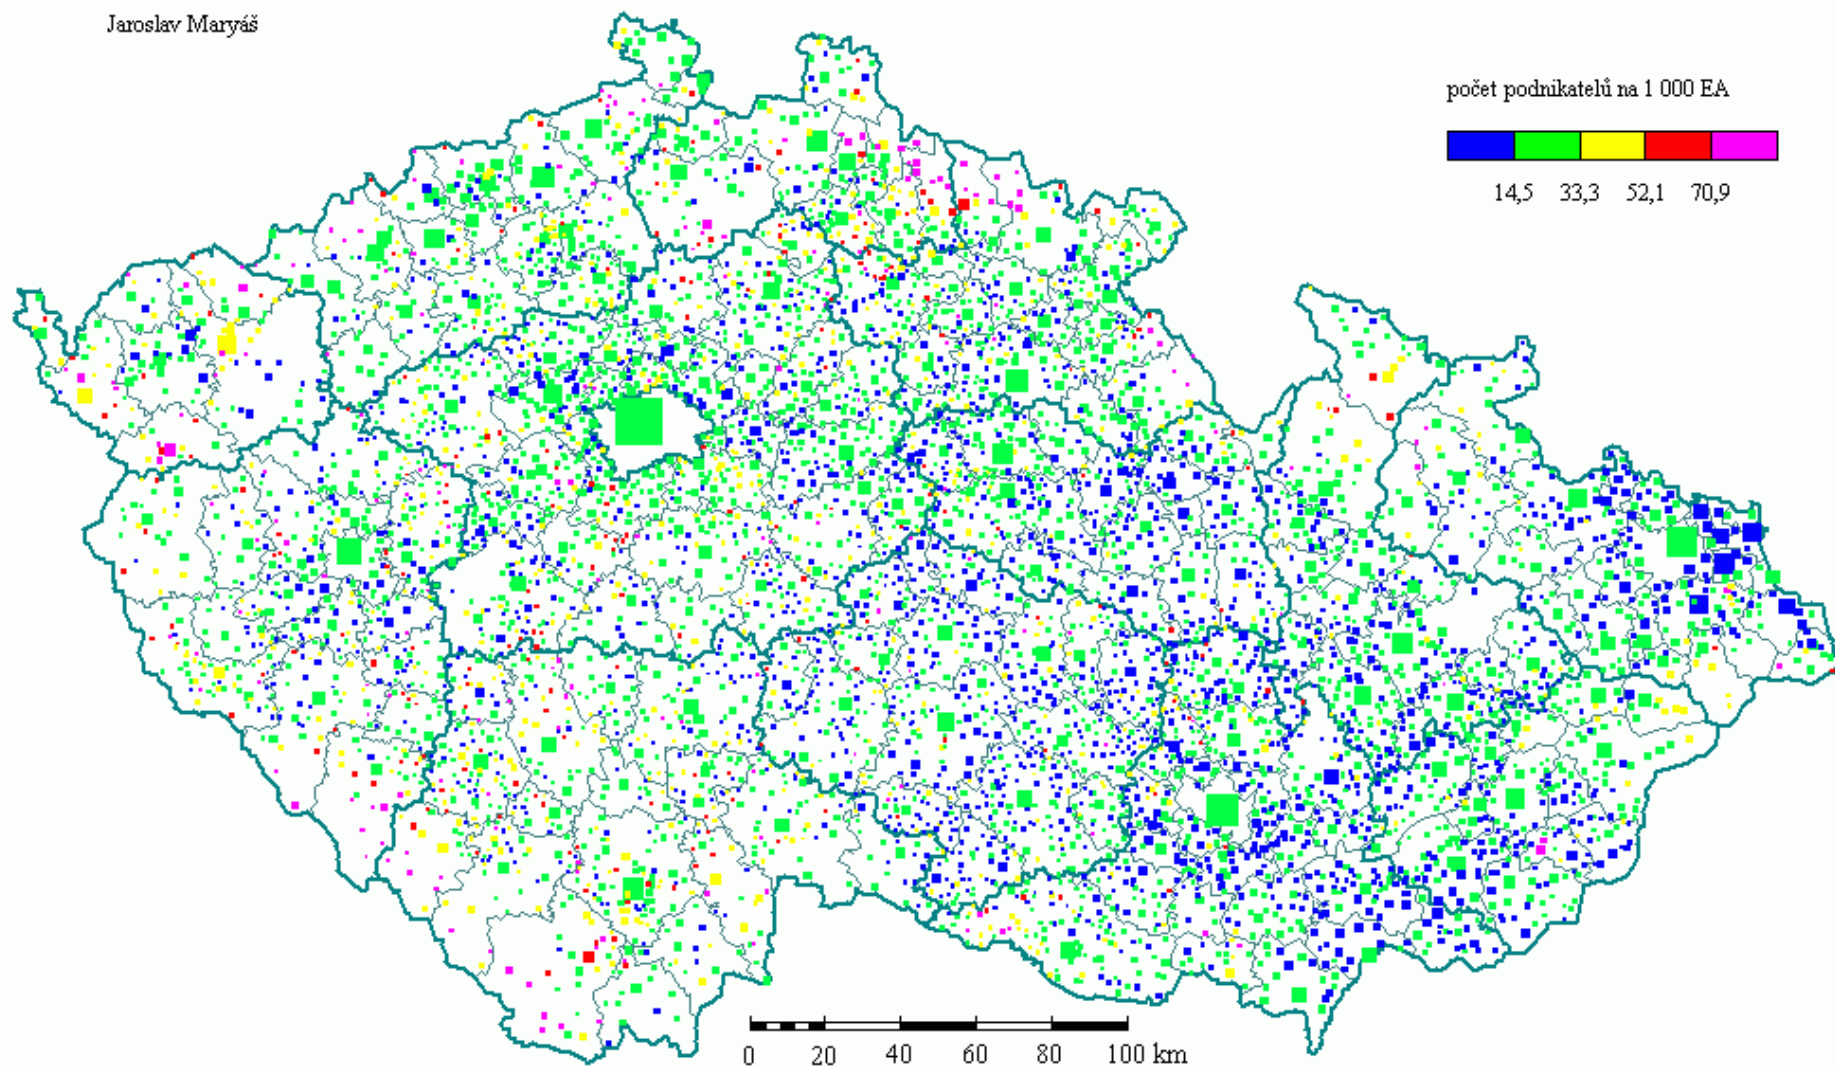 Jaroslav Maryáš
počet podnikatelů na 1 000 EA
14,5 33,3 52,1 70,9
0 20 40 60 80 100 km